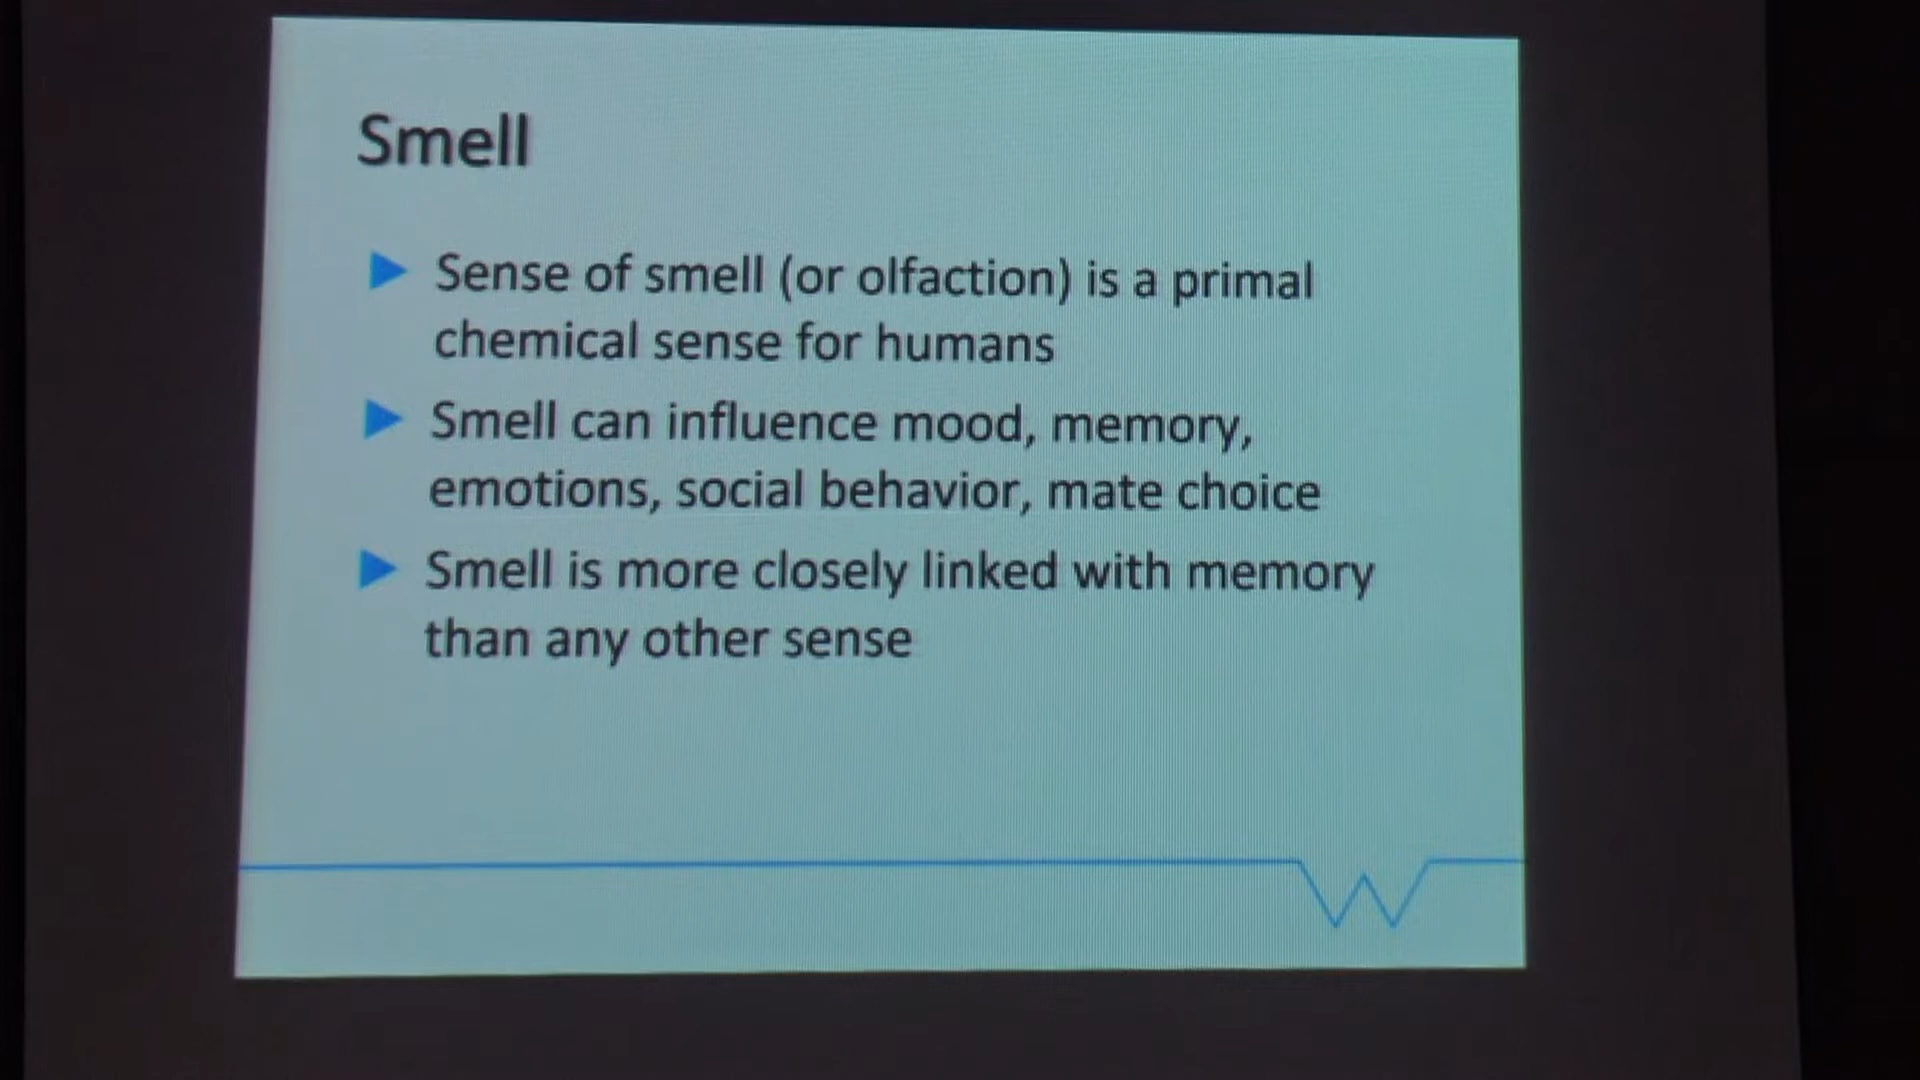 Smell
Sense of smell (or olfaction) is a primal
chemical sense for humans
Smell can influence mood, memory,
emotions, social behavior, mate choice
Smell is more closely linked with memory
than any other sense